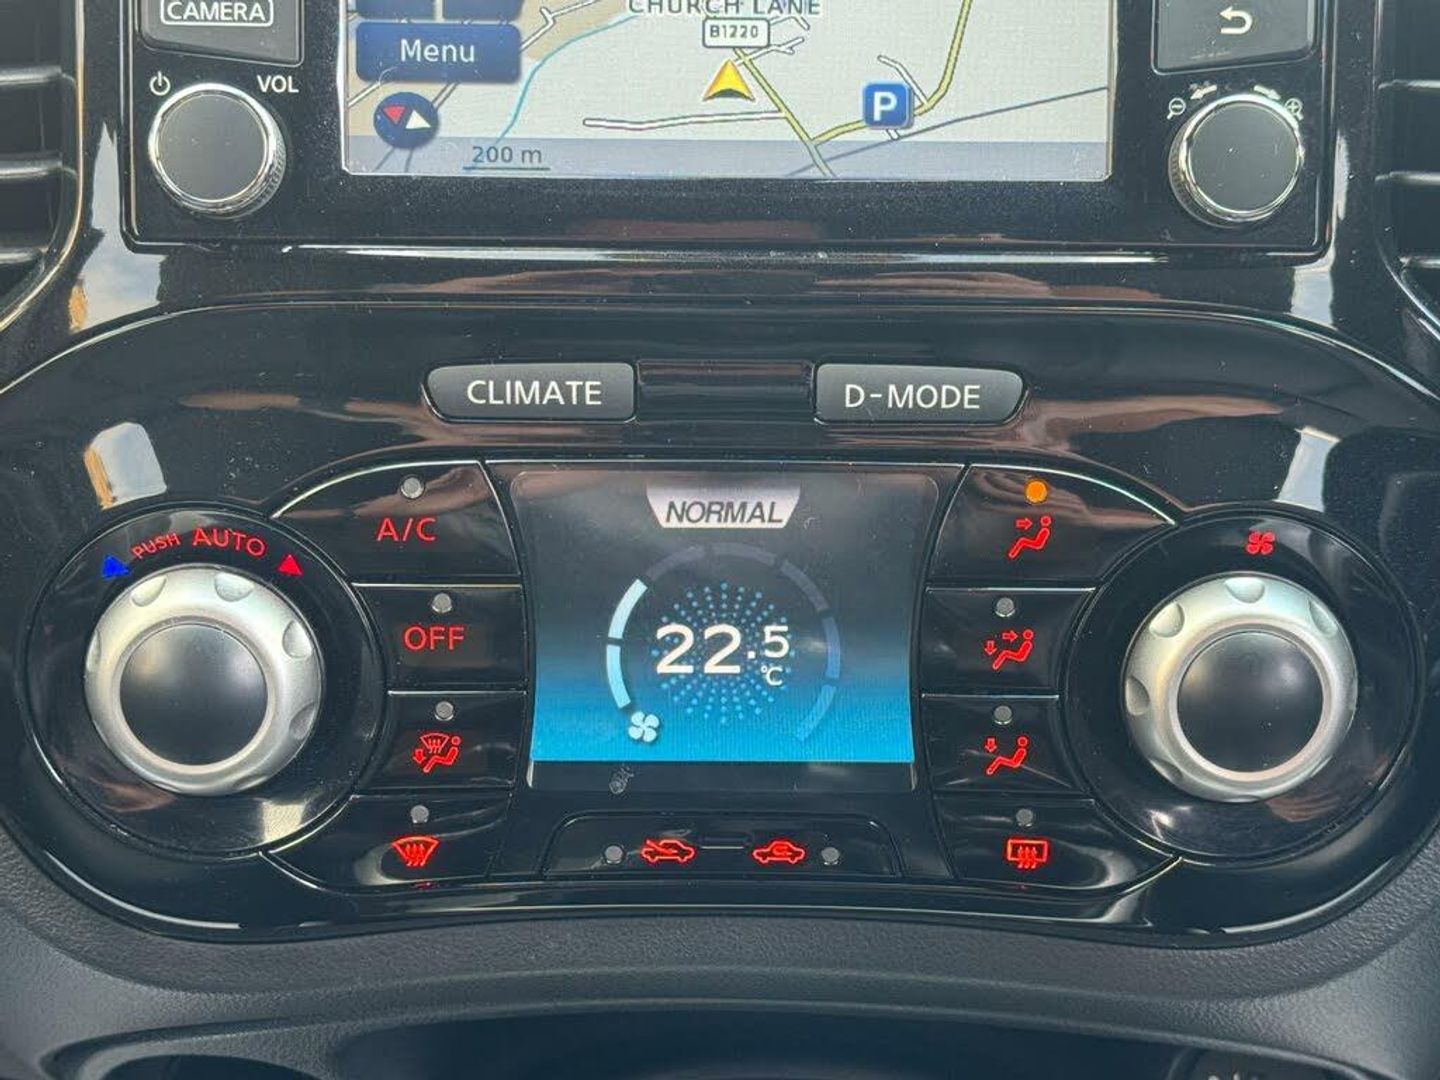 CAMERA
VOL
Menu
CHURCH LANE
B1220
P
200 m
CLIMATE
D-MODE
PUSH AUTO
A/C
OFF
NORMAL
22.5
°C